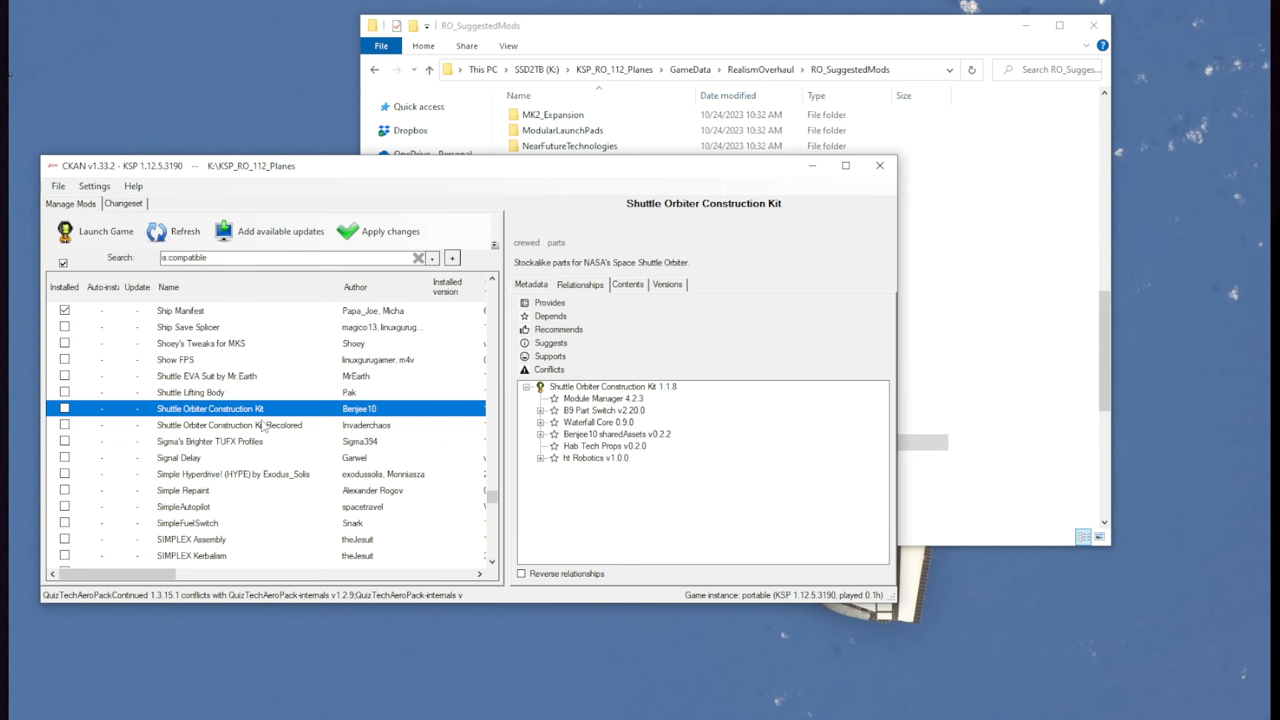 RO_SuggestedMods
File Home Share View
This PC SSD2TB (K:) KSP_RO_112_Planes GameData RealismOverhaul RO_SuggestedMods Search RO_Sugges...
Name Date modified Type Size
Quick access
Dropbox
MK2_Expansion 10/24/2023 10:32 AM File folder
ModularLaunchPads 10/24/2023 10:32 AM File folder
NearFutureTechnologies 10/24/2023 10:32 AM File folder
CKAN v1.33.2 - KSP 1.12.5.3190 -- K:\KSP_RO_112_Planes
File Settings Help
Manage Mods Changeset
Launch Game Refresh Add available updates Apply changes
Search: is:compatible
Installed Auto-insta Update Name Author Installed version
Ship Manifest Papa_Joe, Micha
- - Ship Save Splicer magico13, linuxgurug...
- - Shoey's Tweaks for MKS Shoey
- - Show FPS linuxgurugamer, m4v
- - Shuttle EVA Suit by Mr.Earth MrEarth
- - Shuttle Lifting Body Pak
- - Shuttle Orbiter Construction Kit Benjee10
- - Shuttle Orbiter Construction Kit Recolored Invaderchaos
- - Sigma's Brighter TUFX Profiles Sigma394
- - Signal Delay Garwel
- - Simple Hyperdrive! (HYPE) by Exodus_Solis exodussolis, Monniasza
- - Simple Repaint Alexander Rogov
- - SimpleAutopilot spacetravel
- - SimpleFuelSwitch Snark
- - SIMPLEX Assembly theJesuit
- - SIMPLEX Kerbalism theJesuit
Shuttle Orbiter Construction Kit
crewed parts
Stockalike parts for NASA's Space Shuttle Orbiter.
Metadata Relationships Contents Versions
Provides
Depends
Recommends
Suggests
Supports
Conflicts
Shuttle Orbiter Construction Kit 1.1.8
Module Manager 4.2.3
B9 Part Switch v2.20.0
Waterfall Core 0.9.0
Benjee10 sharedAssets v0.2.2
Hab Tech Props v0.2.0
ht Robotics v1.0.0
Reverse relationships
QuizTechAeroPackContinued 1.3.15.1 conflicts with QuizTechAeroPack-internals v1.2.9;QuizTechAeroPack-internals v
Game instance: portable (KSP 1.12.5.3190, played 0.1h)